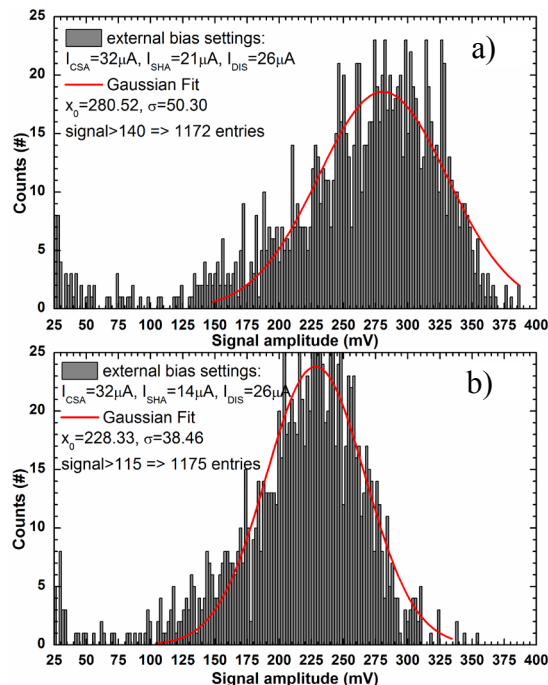 25
20
15
10
5
0
Counts (#)
external bias settings:
I_CSA=32µA, I_SHA=21µA, I_DIS=26µA
Gaussian Fit
x_0=280.52, σ=50.30
signal>140 => 1172 entries
a)
25 50 75 100 125 150 175 200 225 250 275 300 325 350 375 400
Signal amplitude (mV)
25
20
15
10
5
0
Counts (#)
external bias settings:
I_CSA=32µA, I_SHA=14µA, I_DIS=26µA
Gaussian Fit
x_0=228.33, σ=38.46
signal>115 => 1175 entries
b)
25 50 75 100 125 150 175 200 225 250 275 300 325 350 375 400
Signal amplitude (mV)